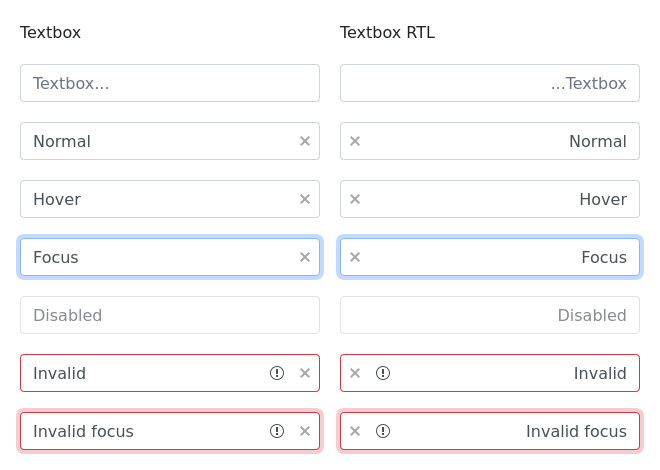 Textbox
Textbox RTL
Textbox...
...Textbox
Normal
Normal
Hover
Hover
Focus
Focus
Disabled
Disabled
Invalid
Invalid
Invalid focus
Invalid focus